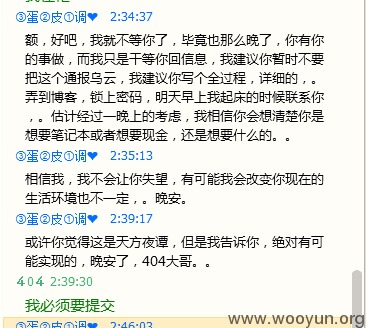 ③蛋②皮①调❤ 2:34:37
额，好吧，我就不等你了，毕竟也那么晚了，你有你
的事做，而我只是干等你回信息，我建议你暂时不要
把这个通报乌云，我建议你写个全过程，详细的，。
弄到博客，锁上密码，明天早上我起床的时候联系你
，。估计经过一晚上的考虑，我相信你会想清楚你是
想要笔记本或者想要现金，还是想要什么的。。
③蛋②皮①调❤ 2:35:13
相信我，我不会让你失望，有可能我会改变你现在的
生活环境也不一定，。晚安。
③蛋②皮①调❤ 2:39:17
或许你觉得这是天方夜谭，但是我告诉你，绝对有可
能实现的，晚安了，404大哥。。
404 2:39:30
我必须要提交
www.wooyun.org
③蛋②皮①调❤ 2:46:03